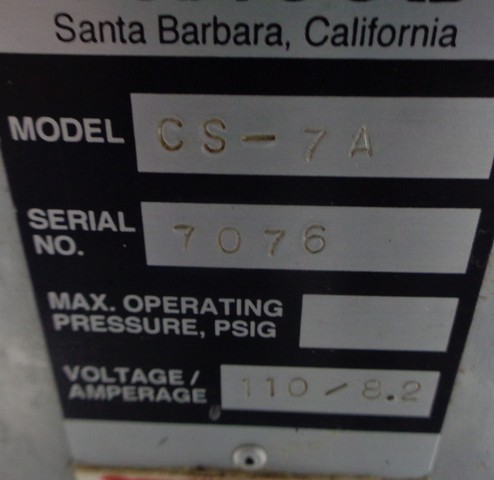 Santa Barbara, California
MODEL CS-7A
SERIAL NO. 7076
MAX. OPERATING
PRESSURE, PSIG
VOLTAGE/
AMPERAGE 110/8.2